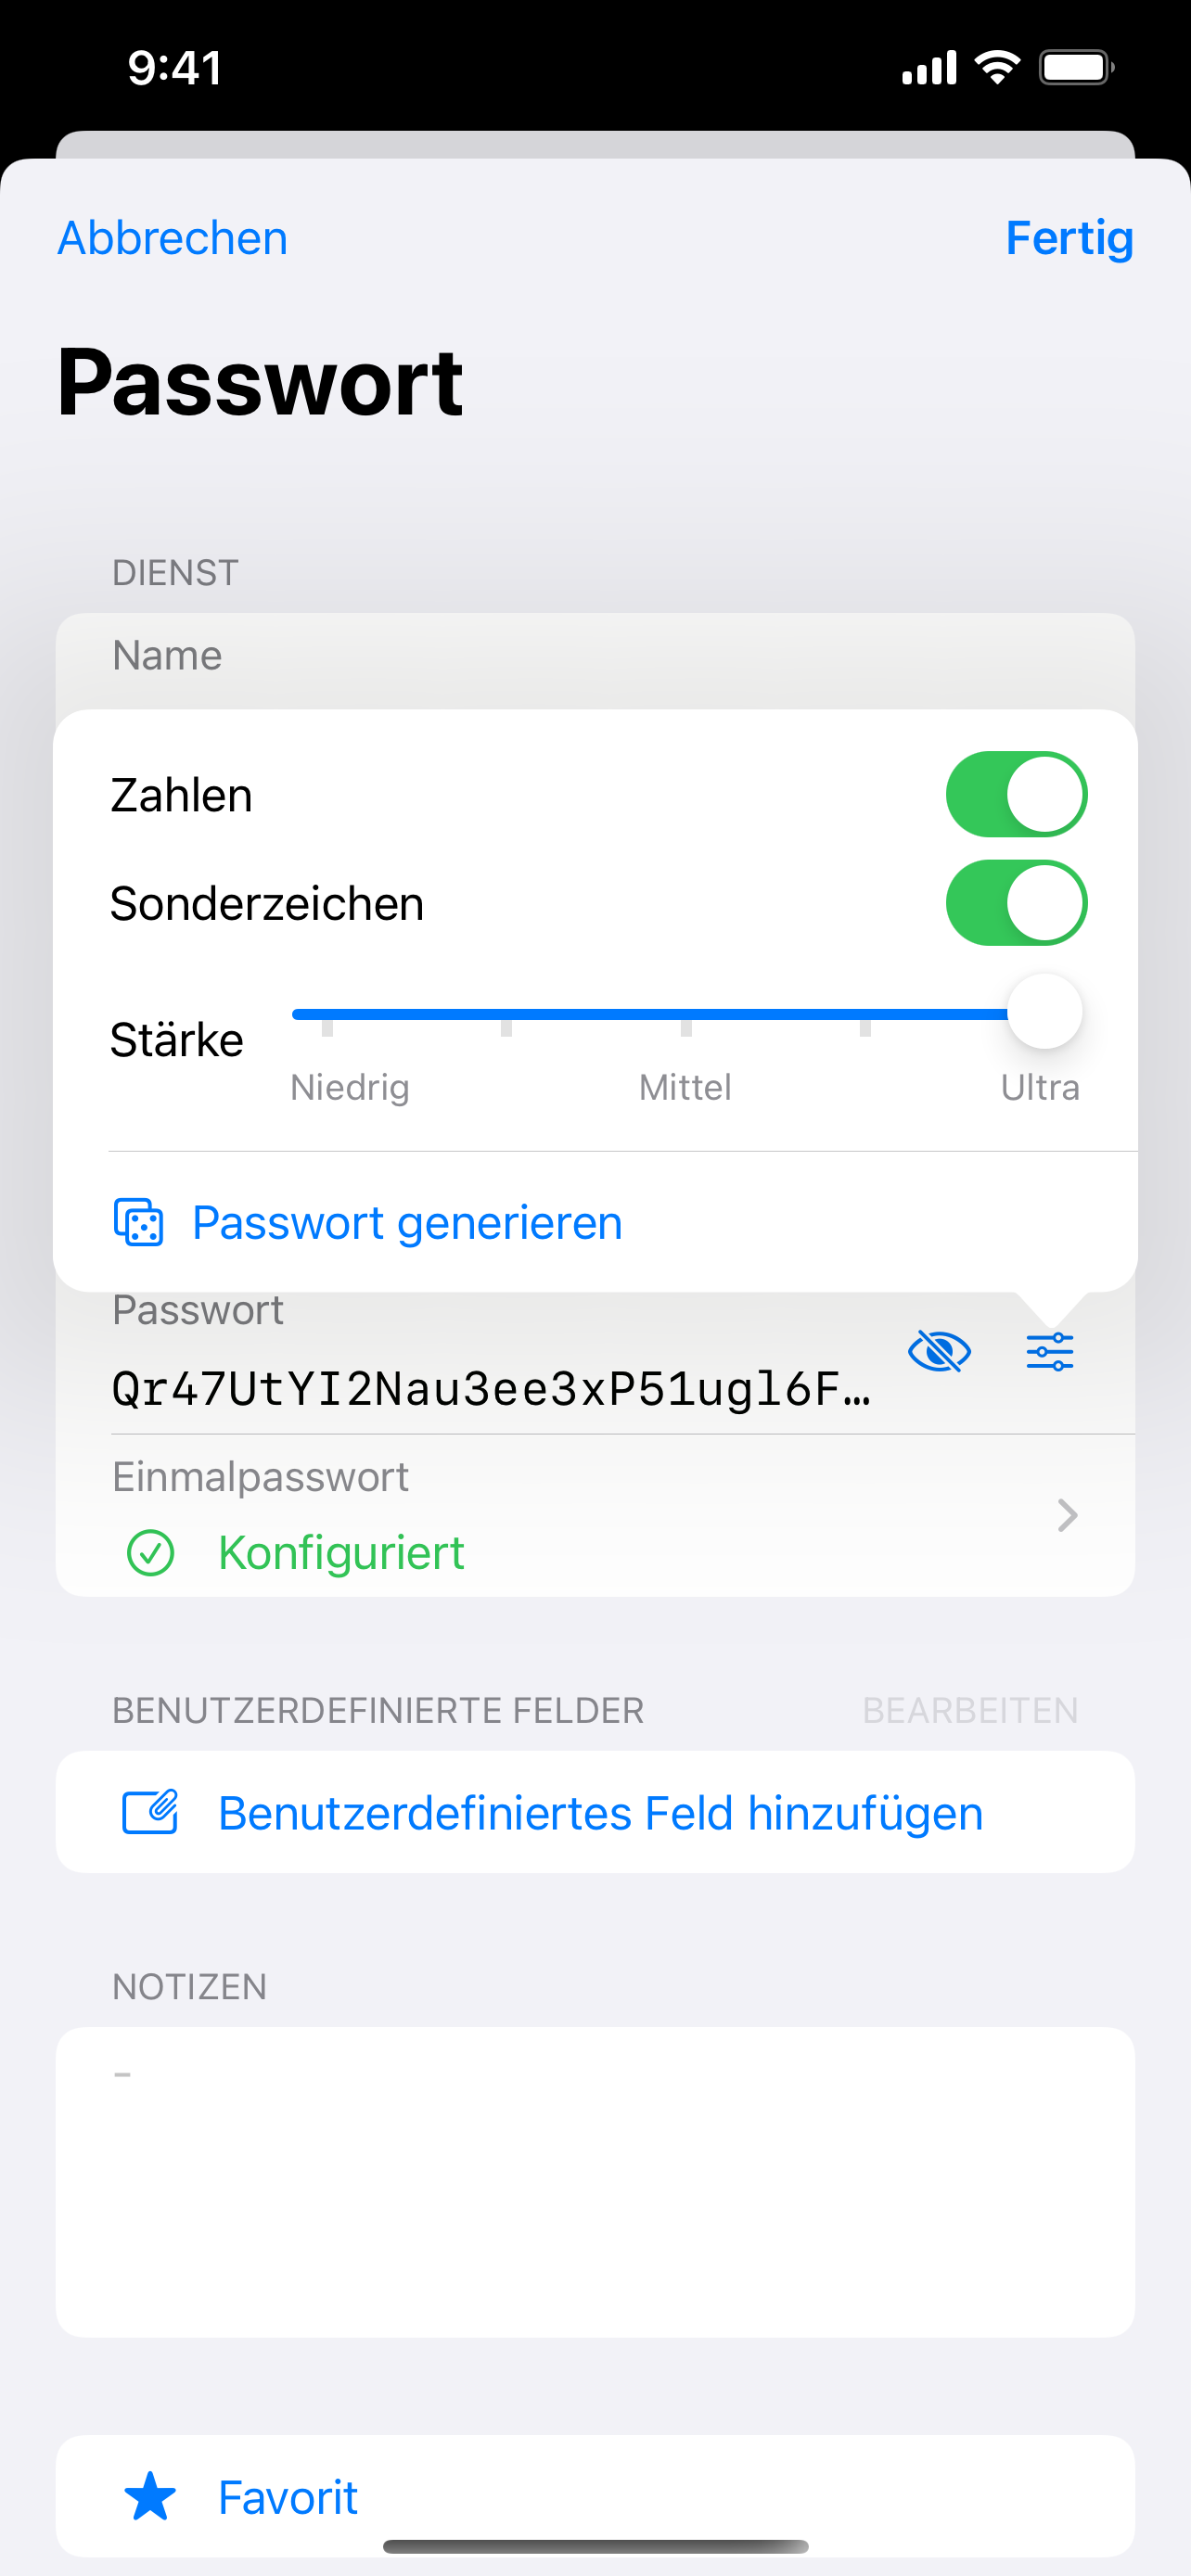 9:41
Abbrechen Fertig
Passwort
DIENST
Name
Zahlen
Sonderzeichen
Stärke
Niedrig Mittel Ultra
Passwort generieren
Passwort
Qr47UtYI2Nau3ee3xP51ugl6F…
Einmalpasswort
Konfiguriert
BENUTZERDEFINIERTE FELDER BEARBEITEN
Benutzerdefiniertes Feld hinzufügen
NOTIZEN
-
Favorit